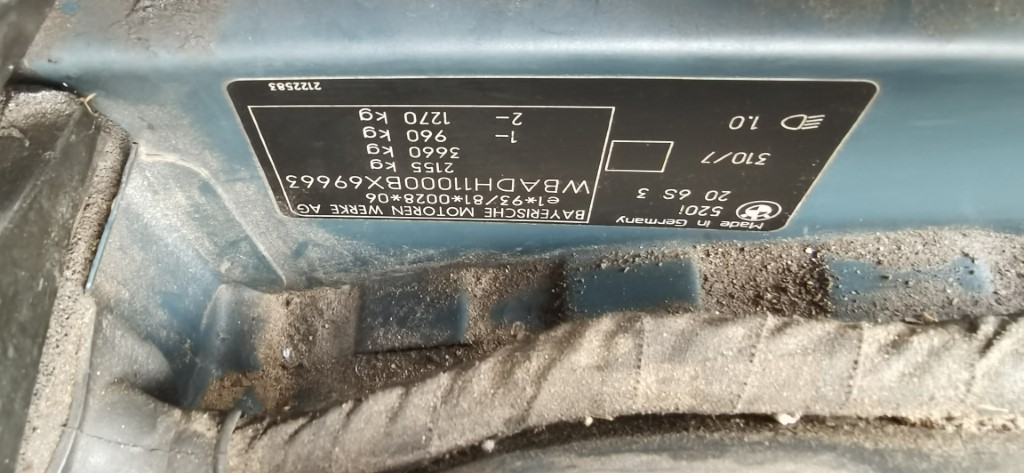 Made in Germany
520i
20 6S 3
310/7
1.0
BAYERISCHE MOTOREN WERKE AG
e1*93/81*0028*06
WBADH11000BX69663
2155 kg
3660 kg
1- 960 kg
2- 1270 kg
2122583